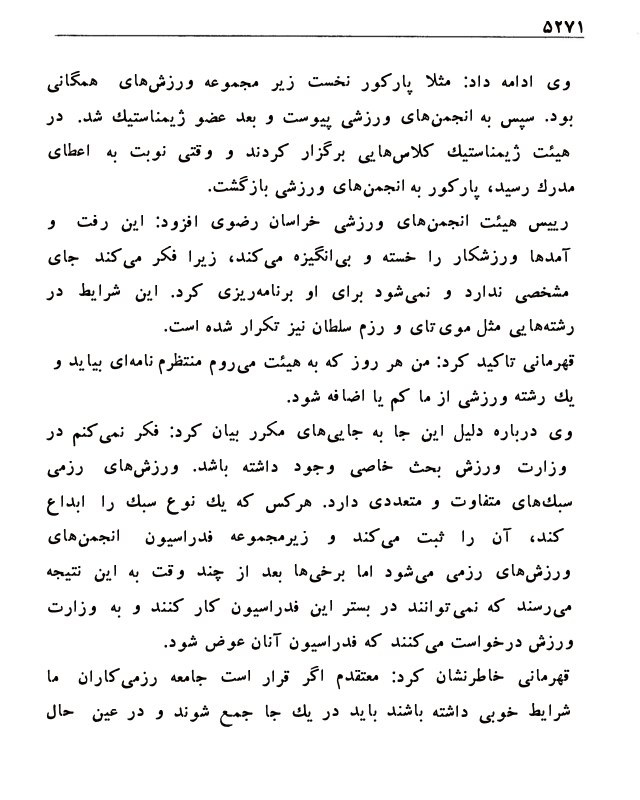 ۵۲۷۱
وی ادامه داد: مثلا پارکور نخست زیر مجموعه ورزش‌های همگانی
بود. سپس به انجمن‌های ورزشی پیوست و بعد عضو ژیمناستیك شد. در
هیئت ژیمناستیك کلاس‌هایی برگزار کردند و وقتی نوبت به اعطای
مدرك رسید، پارکور به انجمن‌های ورزشی بازگشت.
رییس هیئت انجمن‌های ورزشی خراسان رضوی افزود: این رفت و
آمدها ورزشکار را خسته و بی‌انگیزه می‌کند، زیرا فکر می‌کند جای
مشخصی ندارد و نمی‌شود برای او برنامه‌ریزی کرد. این شرایط در
رشته‌هایی مثل موی‌تای و رزم سلطان نیز تکرار شده است.
قهرمانی تاکید کرد: من هر روز که به هیئت می‌روم منتظرم نامه‌ای بیاید و
یك رشته ورزشی از ما کم یا اضافه شود.
وی درباره دلیل این جا به جایی‌های مکرر بیان کرد: فکر نمی‌کنم در
وزارت ورزش بحث خاصی وجود داشته باشد. ورزش‌های رزمی
سبك‌های متفاوت و متعددی دارد. هرکس که یك نوع سبك را ابداع
کند، آن را ثبت می‌کند و زیرمجموعه فدراسیون انجمن‌های
ورزش‌های رزمی می‌شود اما برخی‌ها بعد از چند وقت به این نتیجه
می‌رسند که نمی‌توانند در بستر این فدراسیون کار کنند و به وزارت
ورزش درخواست می‌کنند که فدراسیون آنان عوض شود.
قهرمانی خاطرنشان کرد: معتقدم اگر قرار است جامعه رزمی‌کاران ما
شرایط خوبی داشته باشند باید در یك جا جمع شوند و در عین حال